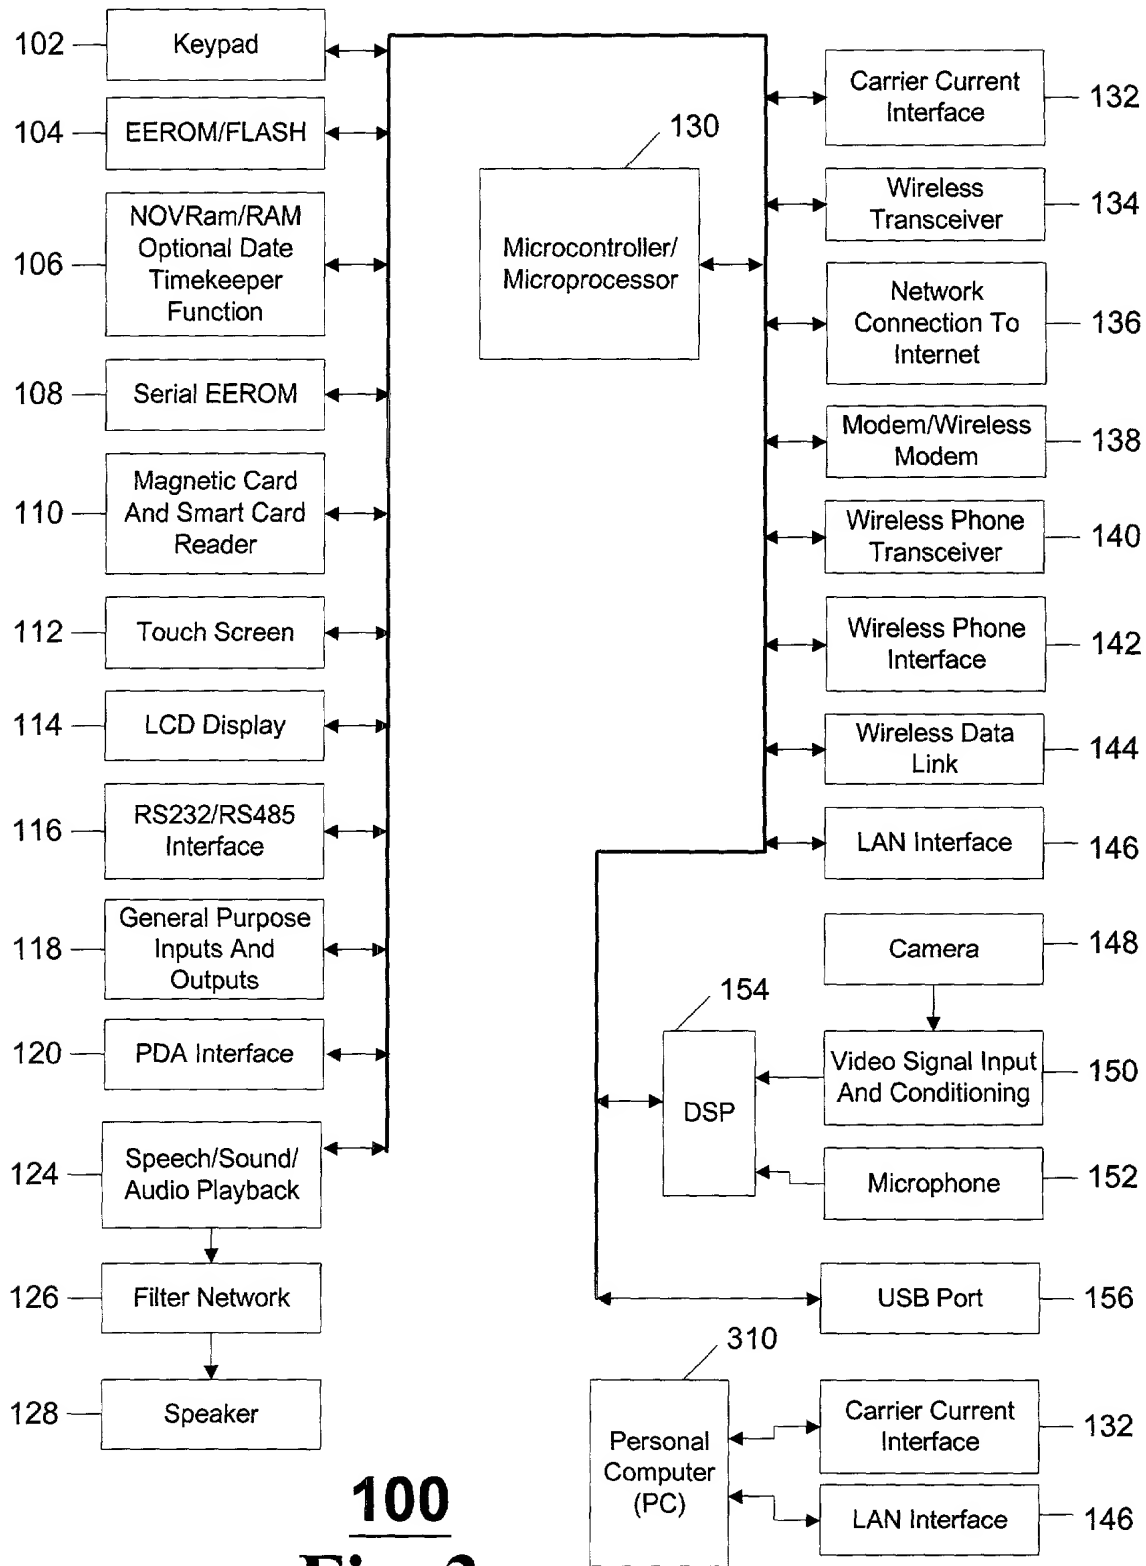 102
Keypad
104
EEROM/FLASH
106
NOVRam/RAM
Optional Date
Timekeeper
Function
108
Serial EEROM
110
Magnetic Card
And Smart Card
Reader
112
Touch Screen
114
LCD Display
116
RS232/RS485
Interface
118
General Purpose
Inputs And
Outputs
120
PDA Interface
124
Speech/Sound/
Audio Playback
126
Filter Network
128
Speaker
130
Microcontroller/
Microprocessor
Carrier Current
Interface
132
Wireless
Transceiver
134
Network
Connection To
Internet
136
Modem/Wireless
Modem
138
Wireless Phone
Transceiver
140
Wireless Phone
Interface
142
Wireless Data
Link
144
LAN Interface
146
Camera
148
154
DSP
Video Signal Input
And Conditioning
150
Microphone
152
USB Port
156
310
Personal
Computer
(PC)
Carrier Current
Interface
132
LAN Interface
146
100